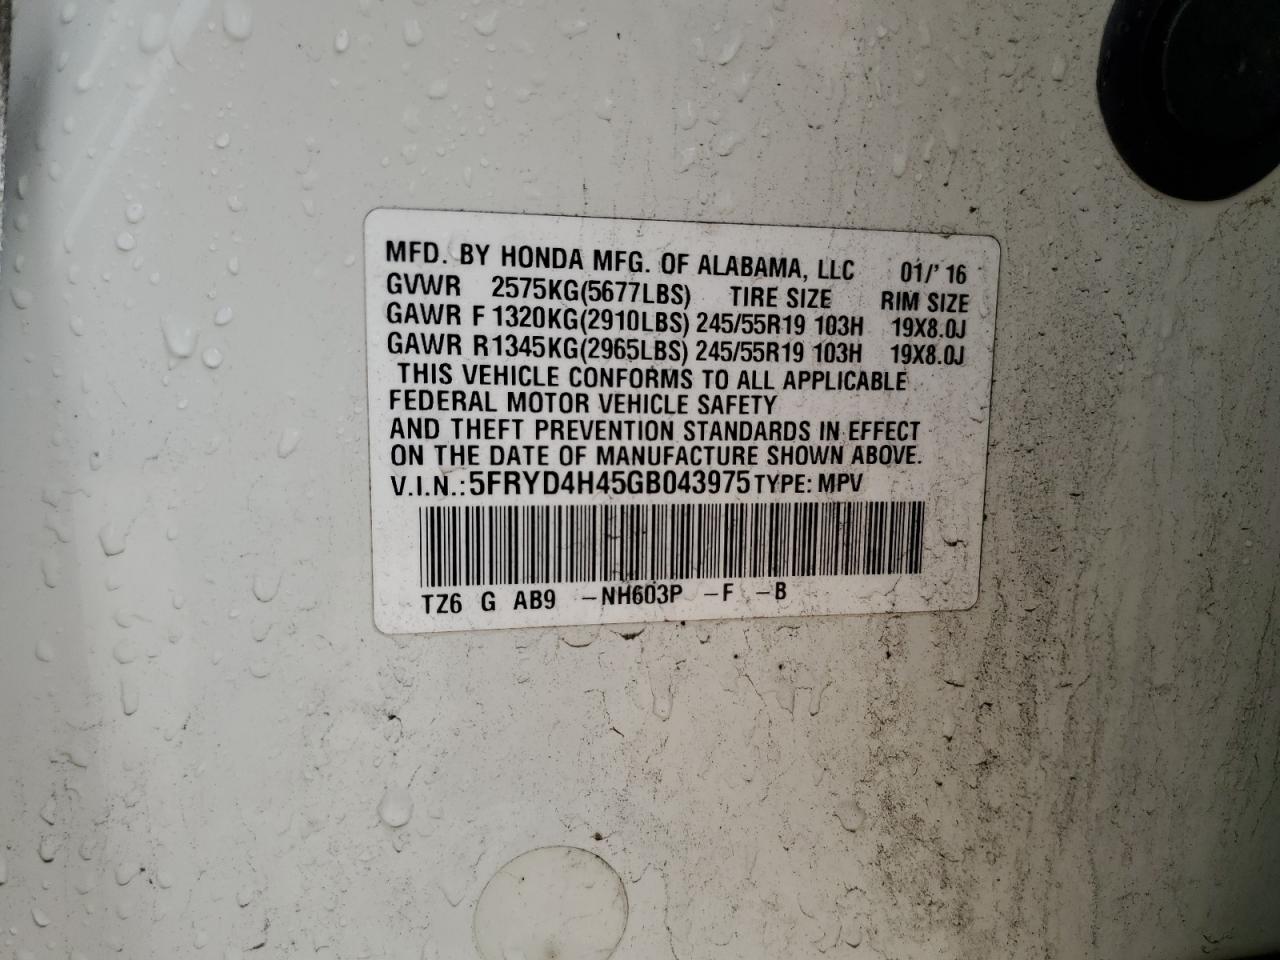 MFD. BY HONDA MFG. OF ALABAMA, LLC 01/'16
GVWR 2575KG(5677LBS) TIRE SIZE RIM SIZE
GAWR F 1320KG(2910LBS) 245/55R19 103H 19X8.0J
GAWR R1345KG(2965LBS) 245/55R19 103H 19X8.0J
THIS VEHICLE CONFORMS TO ALL APPLICABLE
FEDERAL MOTOR VEHICLE SAFETY
AND THEFT PREVENTION STANDARDS IN EFFECT
ON THE DATE OF MANUFACTURE SHOWN ABOVE.
V.I.N.:5FRYD4H45GB043975 TYPE: MPV
TZ6 G AB9 -NH603P -F -B